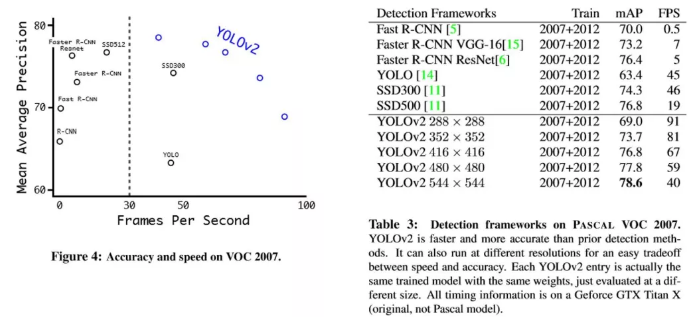 Mean Average Precision
80
70
60
Faster R-CNN
Resnet
SSD512
YOLOv2
Faster R-CNN
SSD300
Fast R-CNN
R-CNN
YOLO
0 30 50 100
Frames Per Second
Figure 4: Accuracy and speed on VOC 2007.
Detection Frameworks Train mAP FPS
Fast R-CNN [5] 2007+2012 70.0 0.5
Faster R-CNN VGG-16[15] 2007+2012 73.2 7
Faster R-CNN ResNet[6] 2007+2012 76.4 5
YOLO [14] 2007+2012 63.4 45
SSD300 [11] 2007+2012 74.3 46
SSD500 [11] 2007+2012 76.8 19
YOLOv2 288 × 288 2007+2012 69.0 91
YOLOv2 352 × 352 2007+2012 73.7 81
YOLOv2 416 × 416 2007+2012 76.8 67
YOLOv2 480 × 480 2007+2012 77.8 59
YOLOv2 544 × 544 2007+2012 78.6 40
Table 3: Detection frameworks on PASCAL VOC 2007.
YOLOv2 is faster and more accurate than prior detection meth-
ods. It can also run at different resolutions for an easy tradeoff
between speed and accuracy. Each YOLOv2 entry is actually the
same trained model with the same weights, just evaluated at a dif-
ferent size. All timing information is on a Geforce GTX Titan X
(original, not Pascal model).